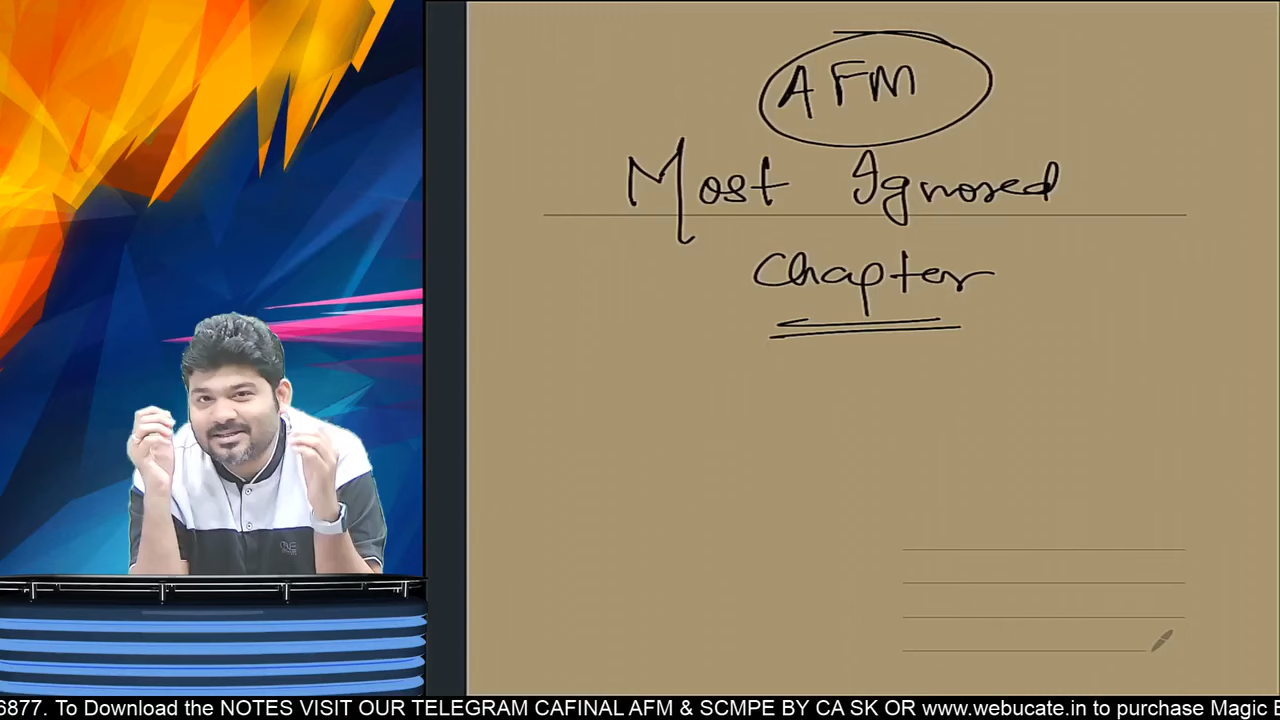 AFM
Most Ignored
Chapter
6877. To Download the NOTES VISIT OUR TELEGRAM CAFINAL AFM & SCMPE BY CA SK OR www.webucate.in to purchase Magic